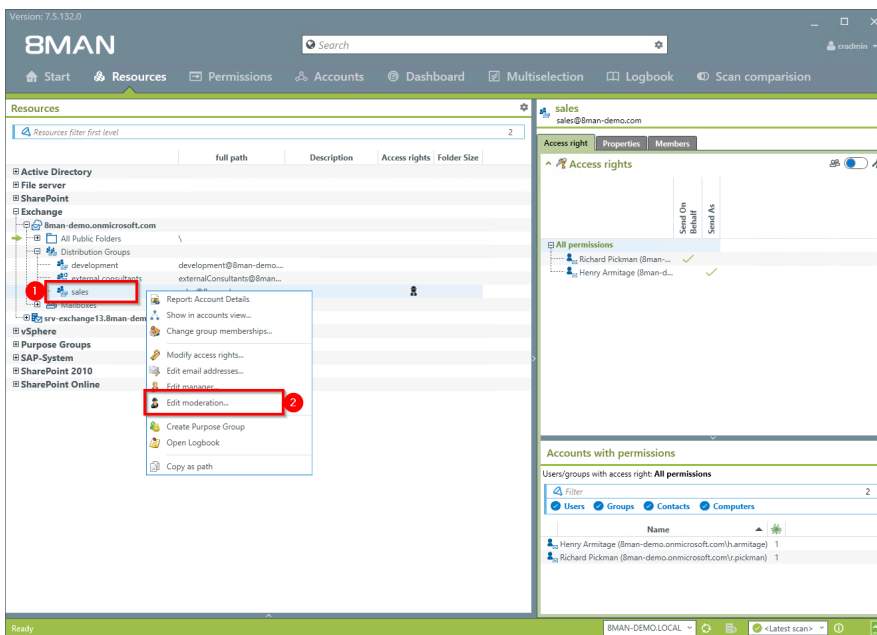 Version: 7.5.132.0
8MAN
Search
cradmin
Start Resources Permissions Accounts Dashboard Multiselection Logbook Scan comparision
Resources
Resources filter first level 2
full path Description Access rights Folder Size
Active Directory
File server
SharePoint
Exchange
8man-demo.onmicrosoft.com
All Public Folders \
Distribution Groups
development development@8man-demo....
external consultants externalConsultants@8man...
1 sales
Mailboxes
srv-exchange13.8man-dem
vSphere
Purpose Groups
SAP-System
SharePoint 2010
SharePoint Online
Report: Account Details
Show in accounts view...
Change group memberships...
Modify access rights...
Edit email addresses...
Edit manager...
Edit moderation... 2
Create Purpose Group
Open Logbook
Copy as path
sales
sales@8man-demo.com
Access right Properties Members
Access rights
Send On Behalf
Send As
All permissions
Richard Pickman (8man-...
Henry Armitage (8man-d...
Accounts with permissions
Users/groups with access right: All permissions
Filter 2
Users Groups Contacts Computers
Name
Henry Armitage (8man-demo.onmicrosoft.com\h.armitage) 1
Richard Pickman (8man-demo.onmicrosoft.com\r.pickman) 1
Ready
8MAN-DEMO.LOCAL <Latest scan>